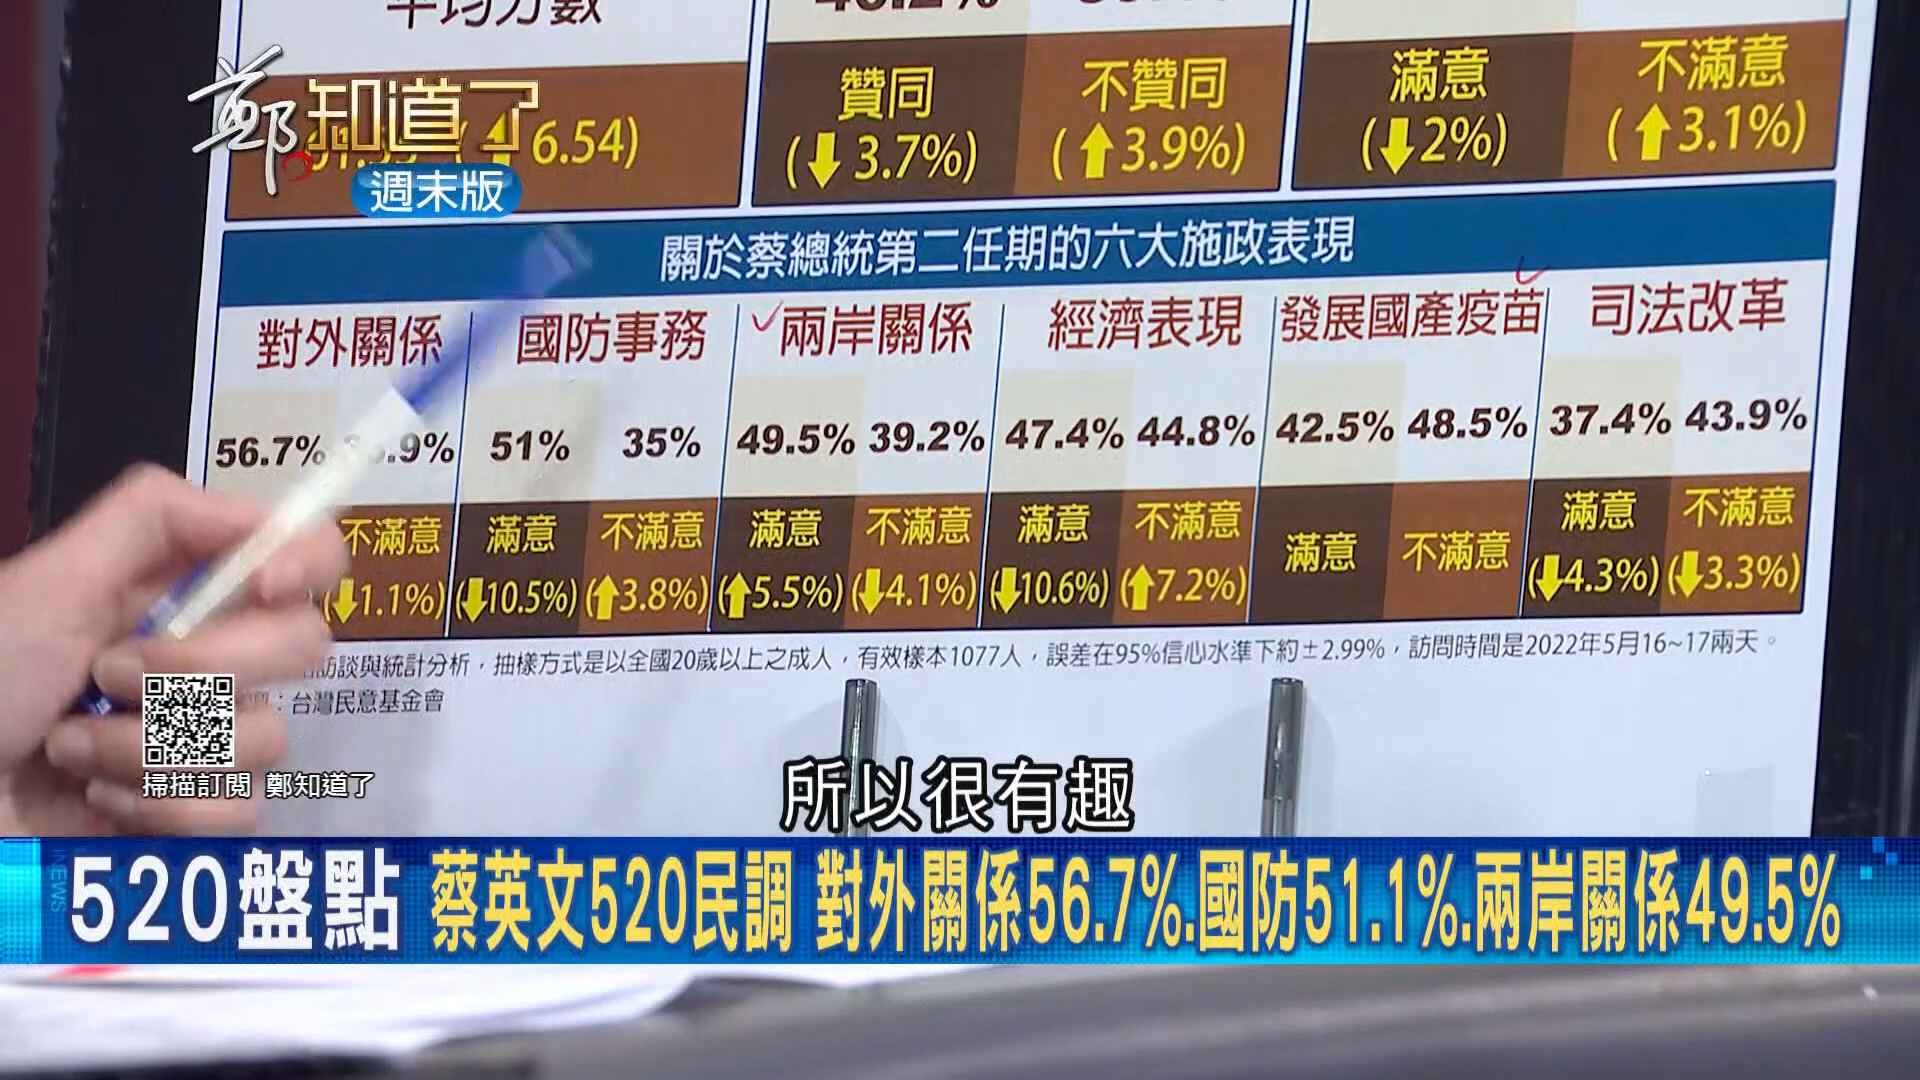 平均分數
鄭知道了
週末版
6.54)
贊同
(↓3.7%)
不贊同
(↑3.9%)
滿意
(↓2%)
不滿意
(↑3.1%)
關於蔡總統第二任期的六大施政表現
對外關係 國防事務 兩岸關係 經濟表現 發展國產疫苗 司法改革
56.7% .9% 51% 35% 49.5% 39.2% 47.4% 44.8% 42.5% 48.5% 37.4% 43.9%
不滿意 滿意 不滿意 滿意 不滿意 滿意 不滿意 滿意 不滿意 滿意 不滿意
(↓1.1%) (↓10.5%) (↑3.8%) (↑5.5%) (↓4.1%) (↓10.6%) (↑7.2%) (↓4.3%) (↓3.3%)
訪談與統計分析，抽樣方式是以全國20歲以上之成人，有效樣本1077人，誤差在95%信心水準下約±2.99%，訪問時間是2022年5月16~17兩天。
：台灣民意基金會
掃描訂閱 鄭知道了
所以很有趣
INEWS
520盤點 蔡英文520民調 對外關係56.7%.國防51.1%.兩岸關係49.5%